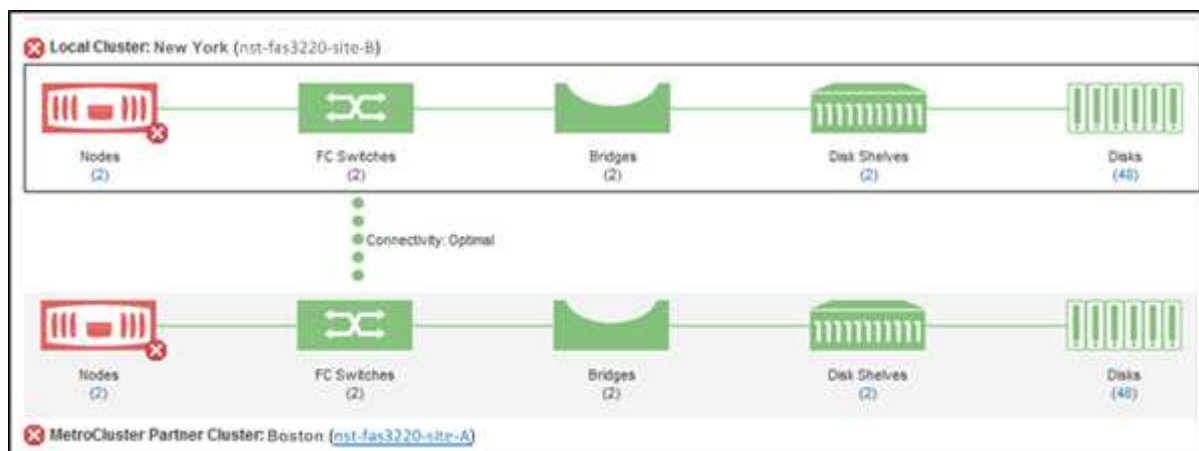 Local Cluster: New York (nst-fas3220-site-B)
Nodes FC Switches Bridges Disk Shelves Disks
(2) (2) (2) (2) (48)
Connectivity: Optimal
Nodes FC Switches Bridges Disk Shelves Disks
(2) (2) (2) (2) (48)
MetroCluster Partner Cluster: Boston (nst-fas3220-site-A)